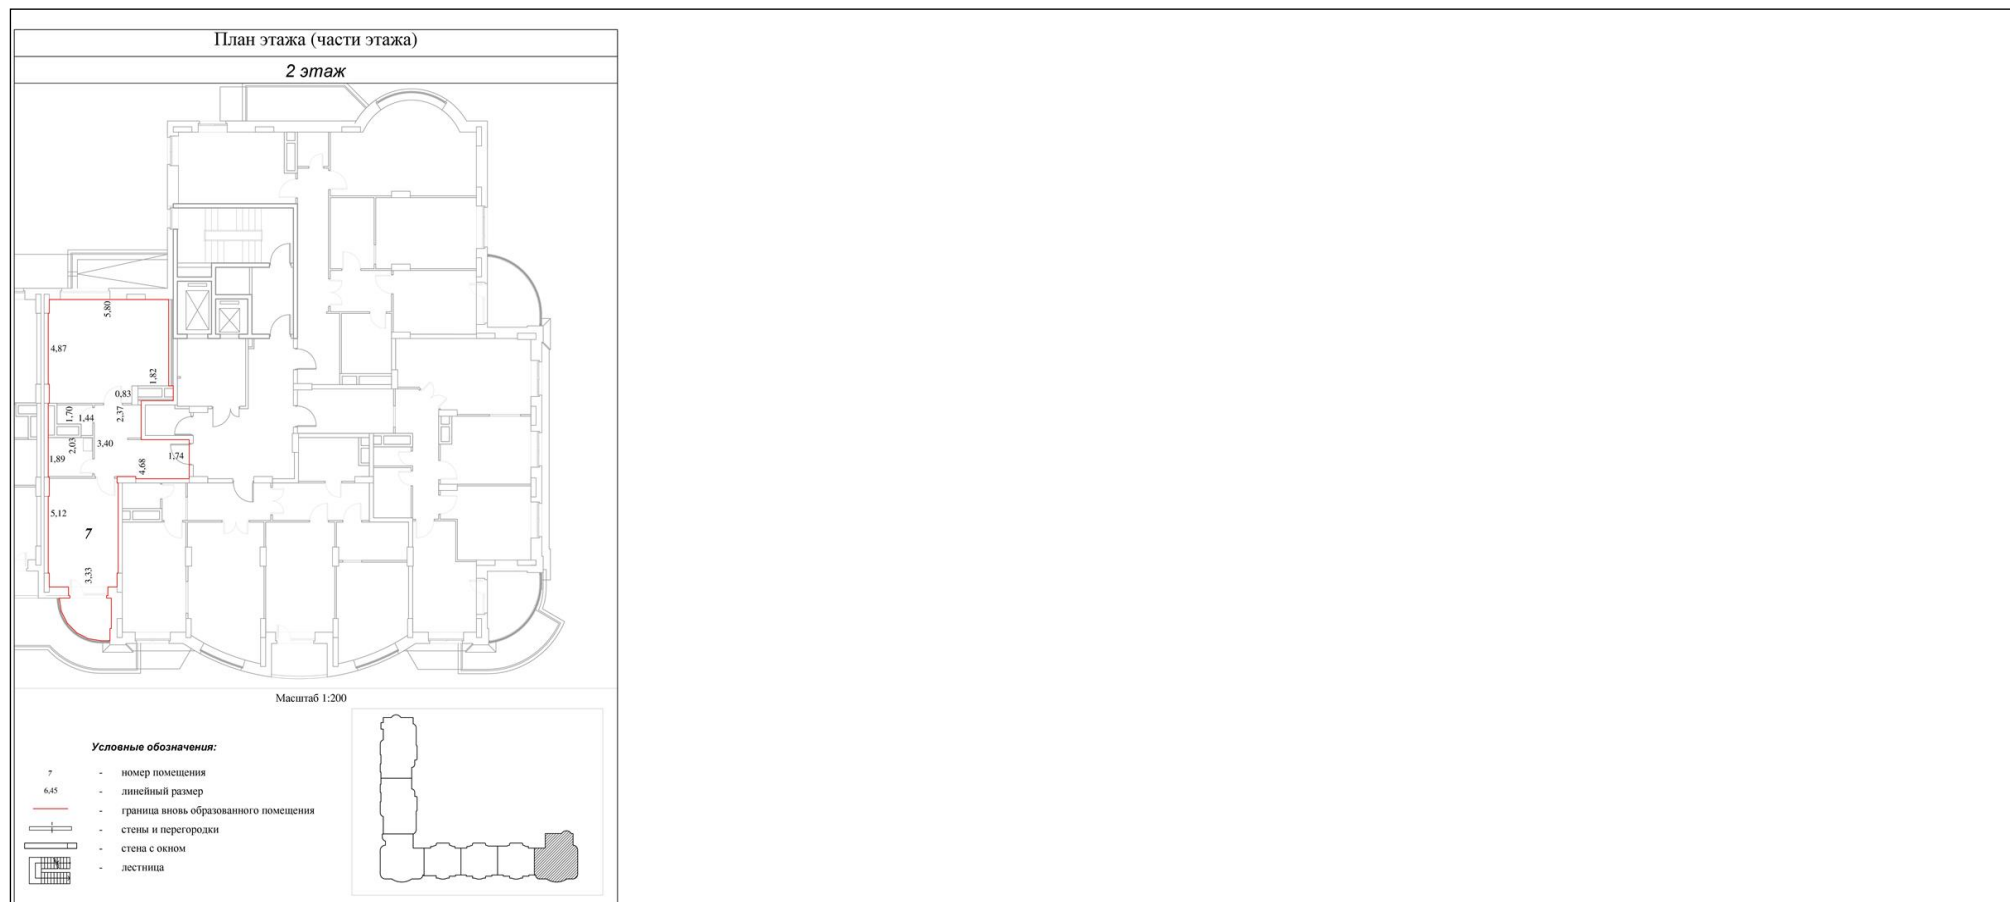 План этажа (части этажа)
2 этаж
5,80
4,87
1,82
0,83
1,70
1,44
2,37
2,03
3,40
1,89
1,74
4,68
5,12
7
3,33
Масштаб 1:200
Условные обозначения:
7 - номер помещения
6,45 - линейный размер
- граница вновь образованного помещения
- стены и перегородки
- стена с окном
- лестница